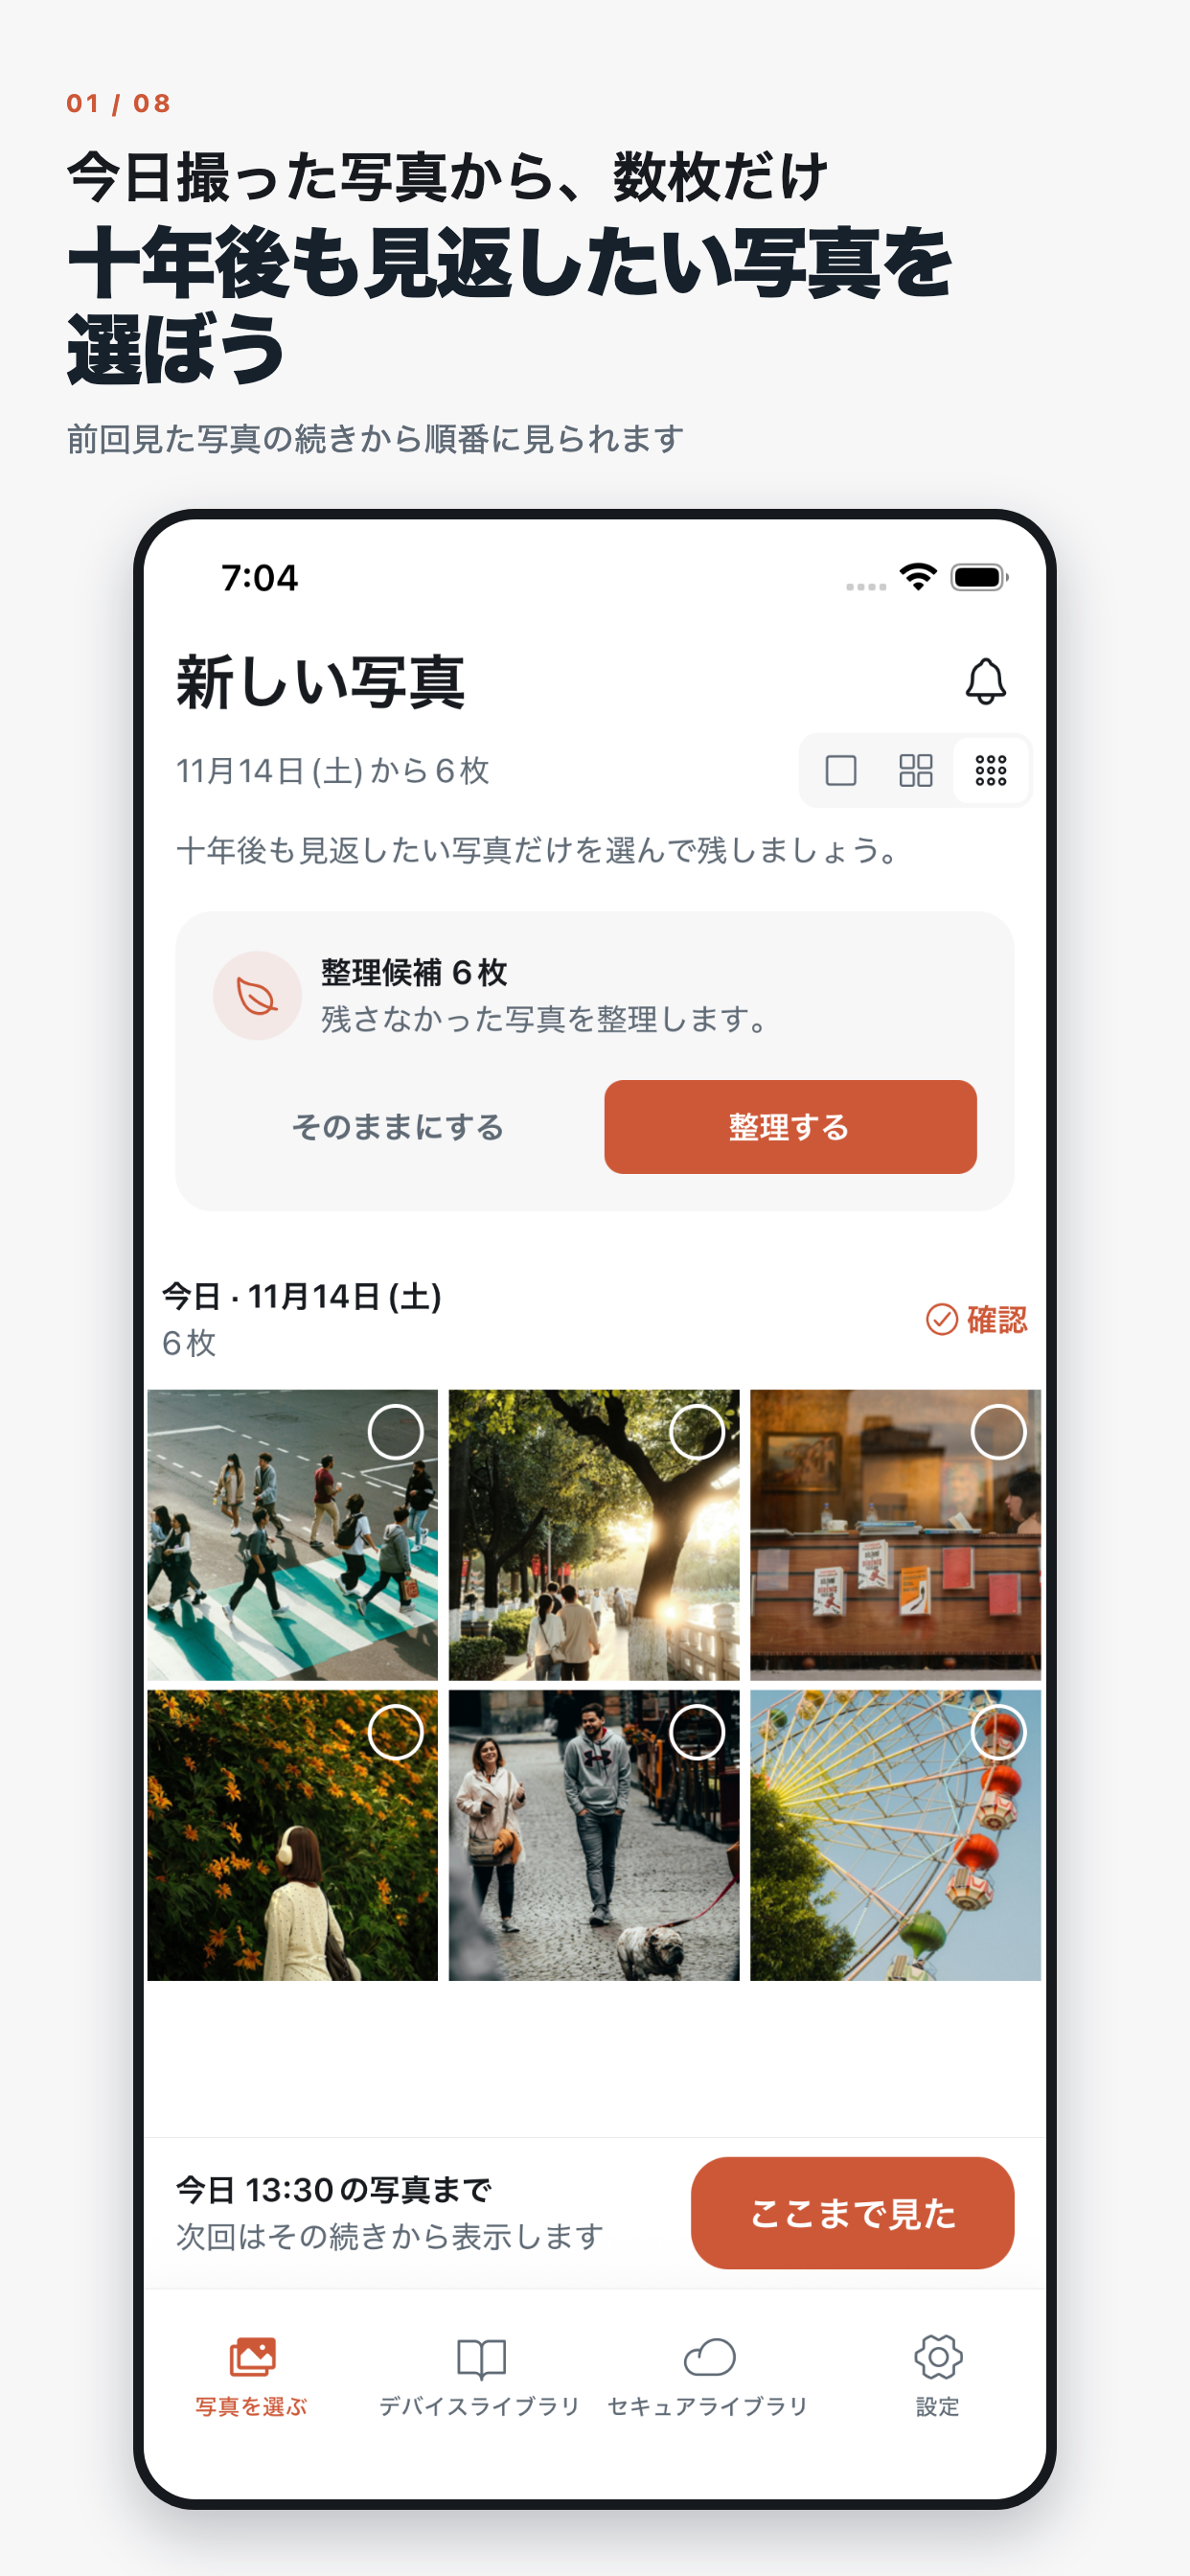 01 / 08
今日撮った写真から、数枚だけ
十年後も見返したい写真を
選ぼう
前回見た写真の続きから順番に見られます
7:04
新しい写真
11月14日(土)から6枚
十年後も見返したい写真だけを選んで残しましょう。
整理候補 6枚
残さなかった写真を整理します。
そのままにする
整理する
今日 · 11月14日(土)
6枚
確認
今日 13:30の写真まで
次回はその続きから表示します
ここまで見た
写真を選ぶ
デバイスライブラリ
セキュアライブラリ
設定